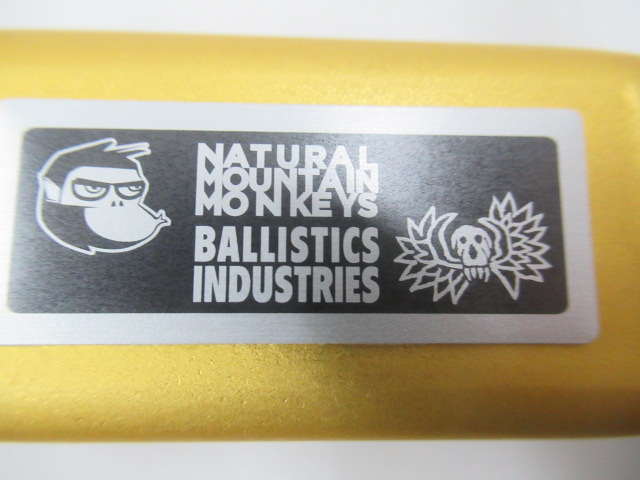 NATURAL
MOUNTAIN
MONKEYS
BALLISTICS
INDUSTRIES